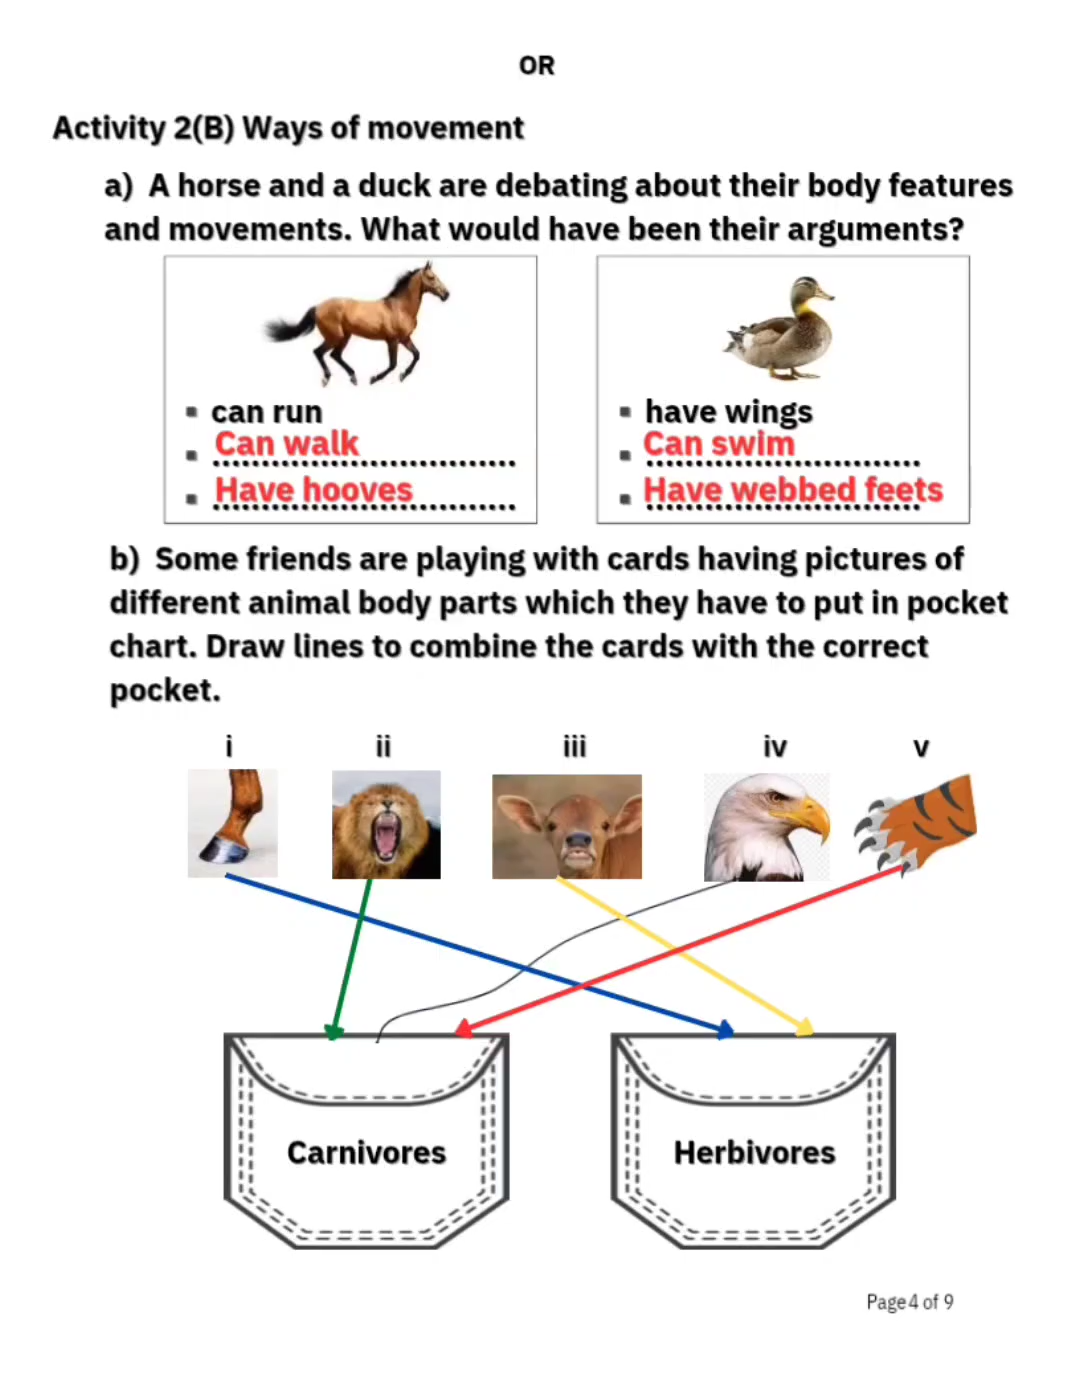 OR
Activity 2(B) Ways of movement
a) A horse and a duck are debating about their body features
and movements. What would have been their arguments?
▪ can run
▪ Can walk
▪ Have hooves
▪ have wings
▪ Can swim
▪ Have webbed feets
b) Some friends are playing with cards having pictures of
different animal body parts which they have to put in pocket
chart. Draw lines to combine the cards with the correct
pocket.
i ii iii iv v
Carnivores Herbivores
Page 4 of 9